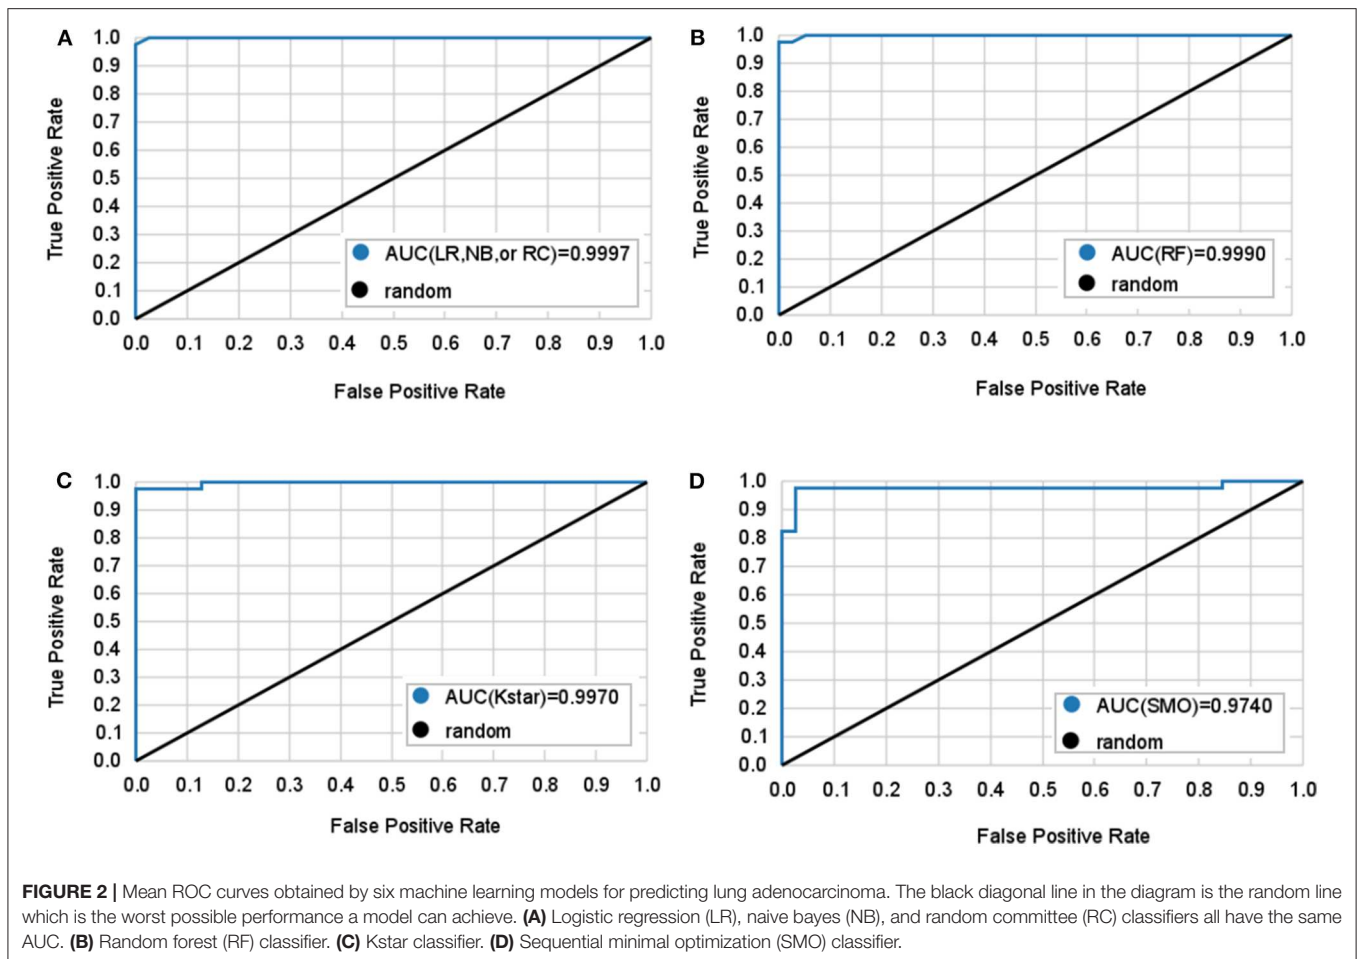 A
True Positive Rate
1.0
0.9
0.8
0.7
0.6
0.5
0.4
0.3
0.2
0.1
0.0
AUC(LR,NB,or RC)=0.9997
random
0.0 0.1 0.2 0.3 0.4 0.5 0.6 0.7 0.8 0.9 1.0
False Positive Rate
B
True Positive Rate
1.0
0.9
0.8
0.7
0.6
0.5
0.4
0.3
0.2
0.1
0.0
AUC(RF)=0.9990
random
0.0 0.1 0.2 0.3 0.4 0.5 0.6 0.7 0.8 0.9 1.0
False Positive Rate
C
True Positive Rate
1.0
0.9
0.8
0.7
0.6
0.5
0.4
0.3
0.2
0.1
0.0
AUC(Kstar)=0.9970
random
0.0 0.1 0.2 0.3 0.4 0.5 0.6 0.7 0.8 0.9 1.0
False Positive Rate
D
True Positive Rate
1.0
0.9
0.8
0.7
0.6
0.5
0.4
0.3
0.2
0.1
0.0
AUC(SMO)=0.9740
random
0.0 0.1 0.2 0.3 0.4 0.5 0.6 0.7 0.8 0.9 1.0
False Positive Rate
FIGURE 2 | Mean ROC curves obtained by six machine learning models for predicting lung adenocarcinoma. The black diagonal line in the diagram is the random line
which is the worst possible performance a model can achieve. (A) Logistic regression (LR), naive bayes (NB), and random committee (RC) classifiers all have the same
AUC. (B) Random forest (RF) classifier. (C) Kstar classifier. (D) Sequential minimal optimization (SMO) classifier.